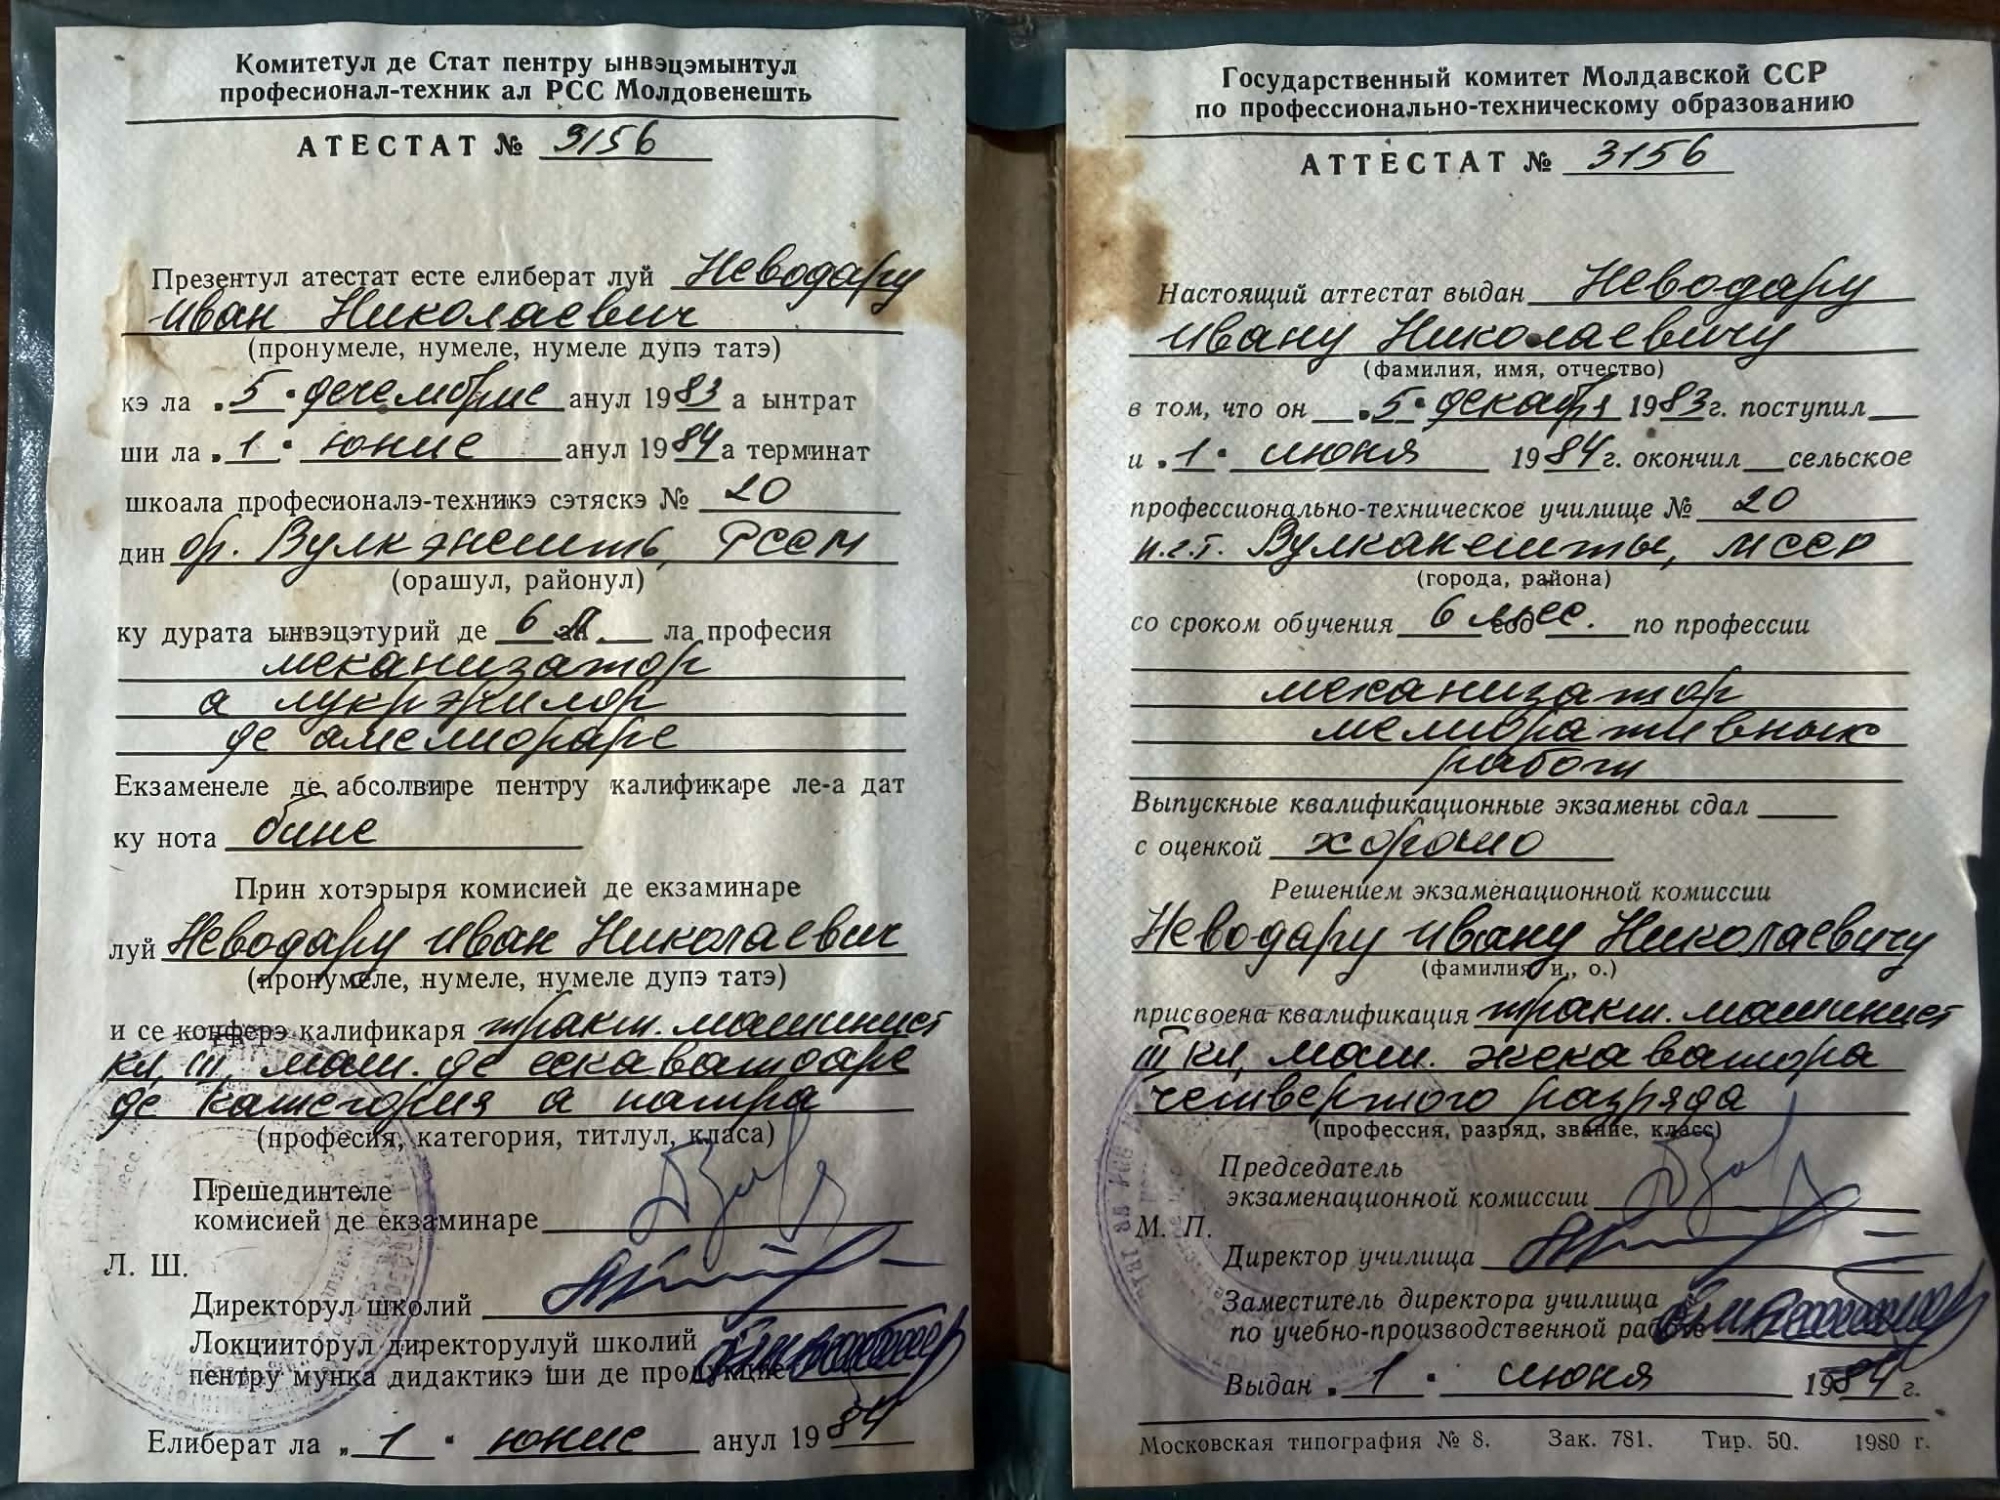 Комитетул де Стат пентру ынвэцэмынтул
професионал-техник ал РСС Молдовенешть
АТЕСТАТ № 3156
Презентул атестат есте елиберат луй Неводару
Иван Николаевич
(пронумеле, нумеле, нумеле дупэ татэ)
кэ ла „5" дечембрие анул 1983 а ынтрат
ши ла „1" юние анул 1984 а терминат
шкоала професионалэ-техникэ сэтяскэ № 20
дин ор. Вулкэнешть, РССМ
(орашул, районул)
ку дурата ынвэцэтурий де 6 л. ла професия
механизатор
а лукрэрилор
де амелиораре
Екзаменеле де абсолвире пентру калификаре ле-а дат
ку нота бине
Прин хотэрыря комисией де екзаминаре
луй Неводару Иван Николаевич
(пронумеле, нумеле, нумеле дупэ татэ)
и се конферэ калификаря тракт. машинист
кл. III, маш. де ескаватоаре
де категория а патра
(професия, категория, титлул, класа)
Прешединтеле
комисией де екзаминаре
Л. Ш.
Директорул школий
Локцииторул директорулуй школий
пентру мунка дидактикэ ши де продукцие
Елиберат ла „1" юние анул 1984
Государственный комитет Молдавской ССР
по профессионально-техническому образованию
АТТЕСТАТ № 3156
Настоящий аттестат выдан Неводару
Ивану Николаевичу
(фамилия, имя, отчество)
в том, что он „5" декабря 1983 г. поступил
и „1" июня 1984 г. окончил сельское
профессионально-техническое училище № 20
п.г.т. Вулканешты, МССР
(города, района)
со сроком обучения 6 мес. по профессии
механизатор
мелиоративных
работ
Выпускные квалификационные экзамены сдал
с оценкой хорошо
Решением экзаменационной комиссии
Неводару Ивану Николаевичу
(фамилия, и., о.)
присвоена квалификация тракт. машинист
III кл, маш. экскаватора
четвертого разряда
(профессия, разряд, звание, класс)
Председатель
экзаменационной комиссии
М. П.
Директор училища
Заместитель директора училища
по учебно-производственной работе
Выдан „1" июня 1984 г.
Московская типография № 8. Зак. 781. Тир. 50. 1980 г.